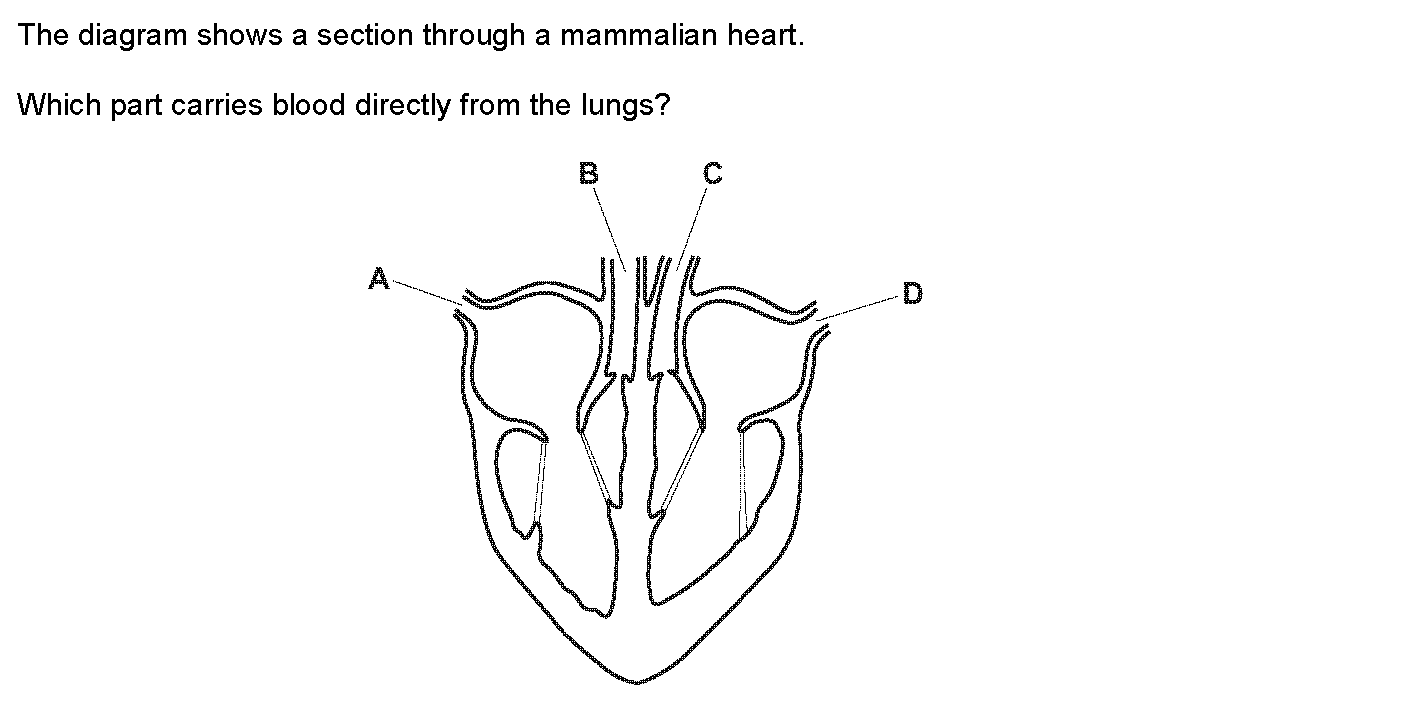 The diagram shows a section through a mammalian heart.
Which part carries blood directly from the lungs?
B
C
A
D